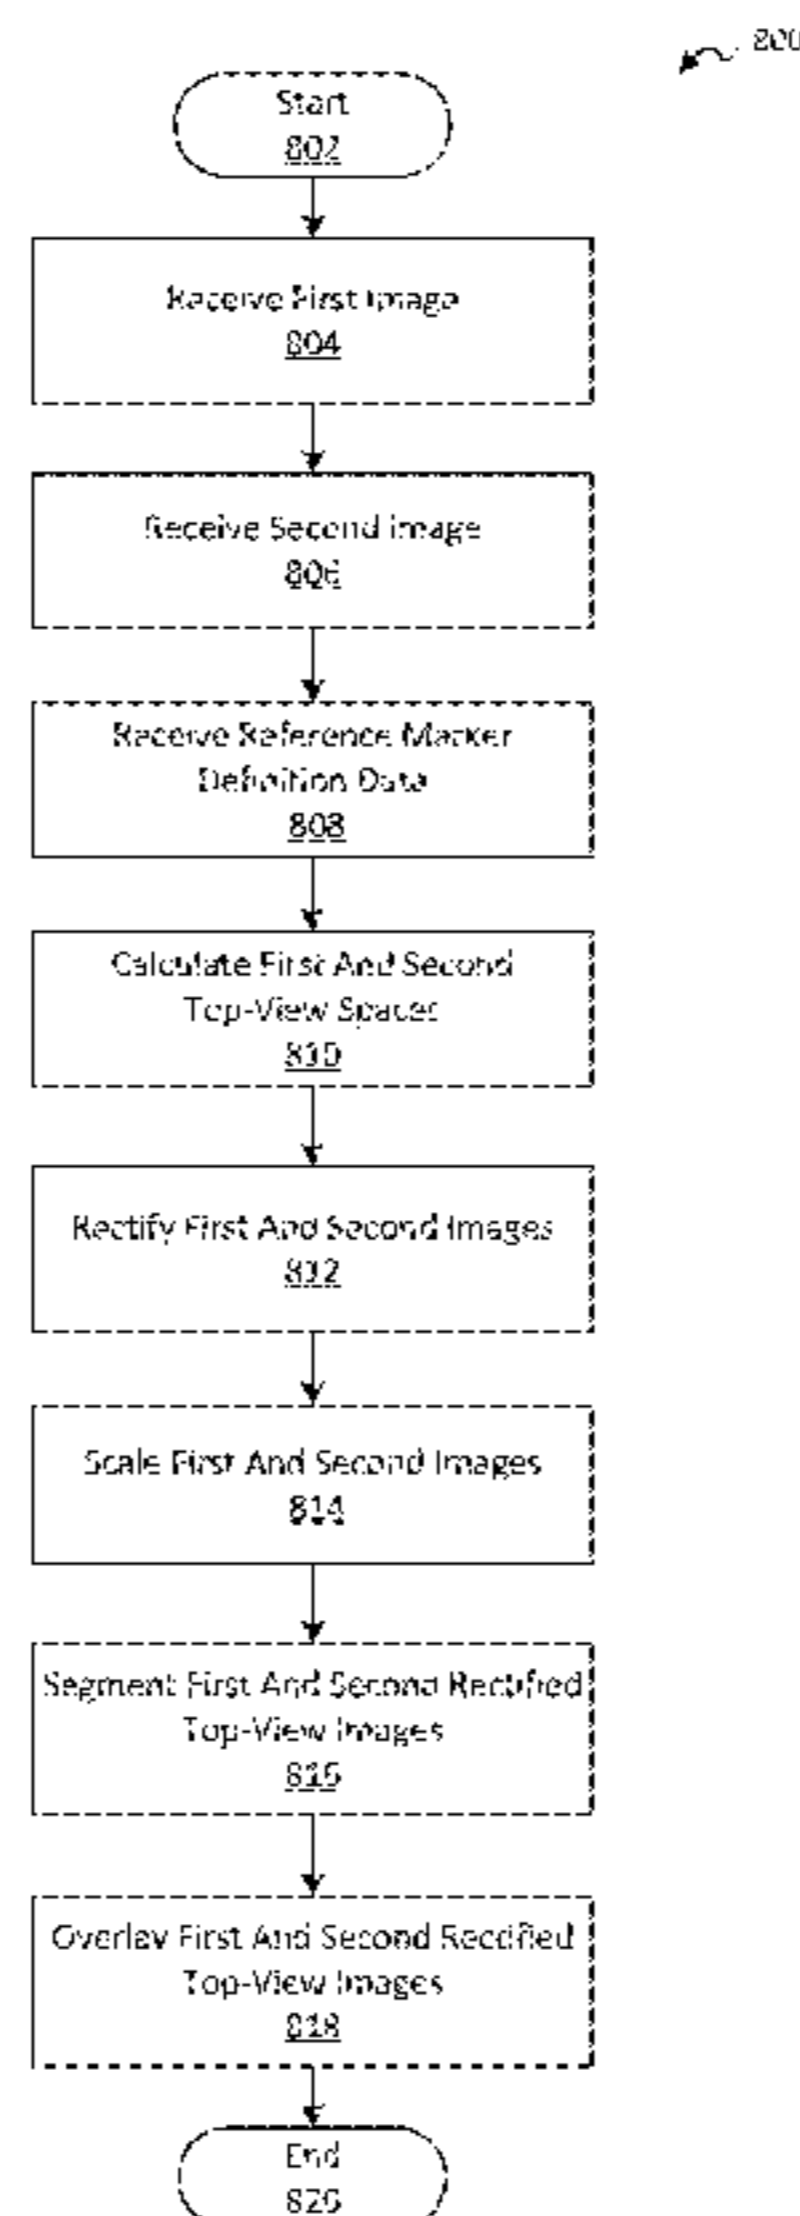 800
Start
802
Receive First Image
804
Receive Second Image
806
Receive Reference Marker
Definition Data
808
Calculate First And Second
Top-View Spaces
810
Rectify First And Second Images
812
Scale First And Second Images
814
Segment First And Second Rectified
Top-View Images
816
Overlay First And Second Rectified
Top-View Images
818
End
820